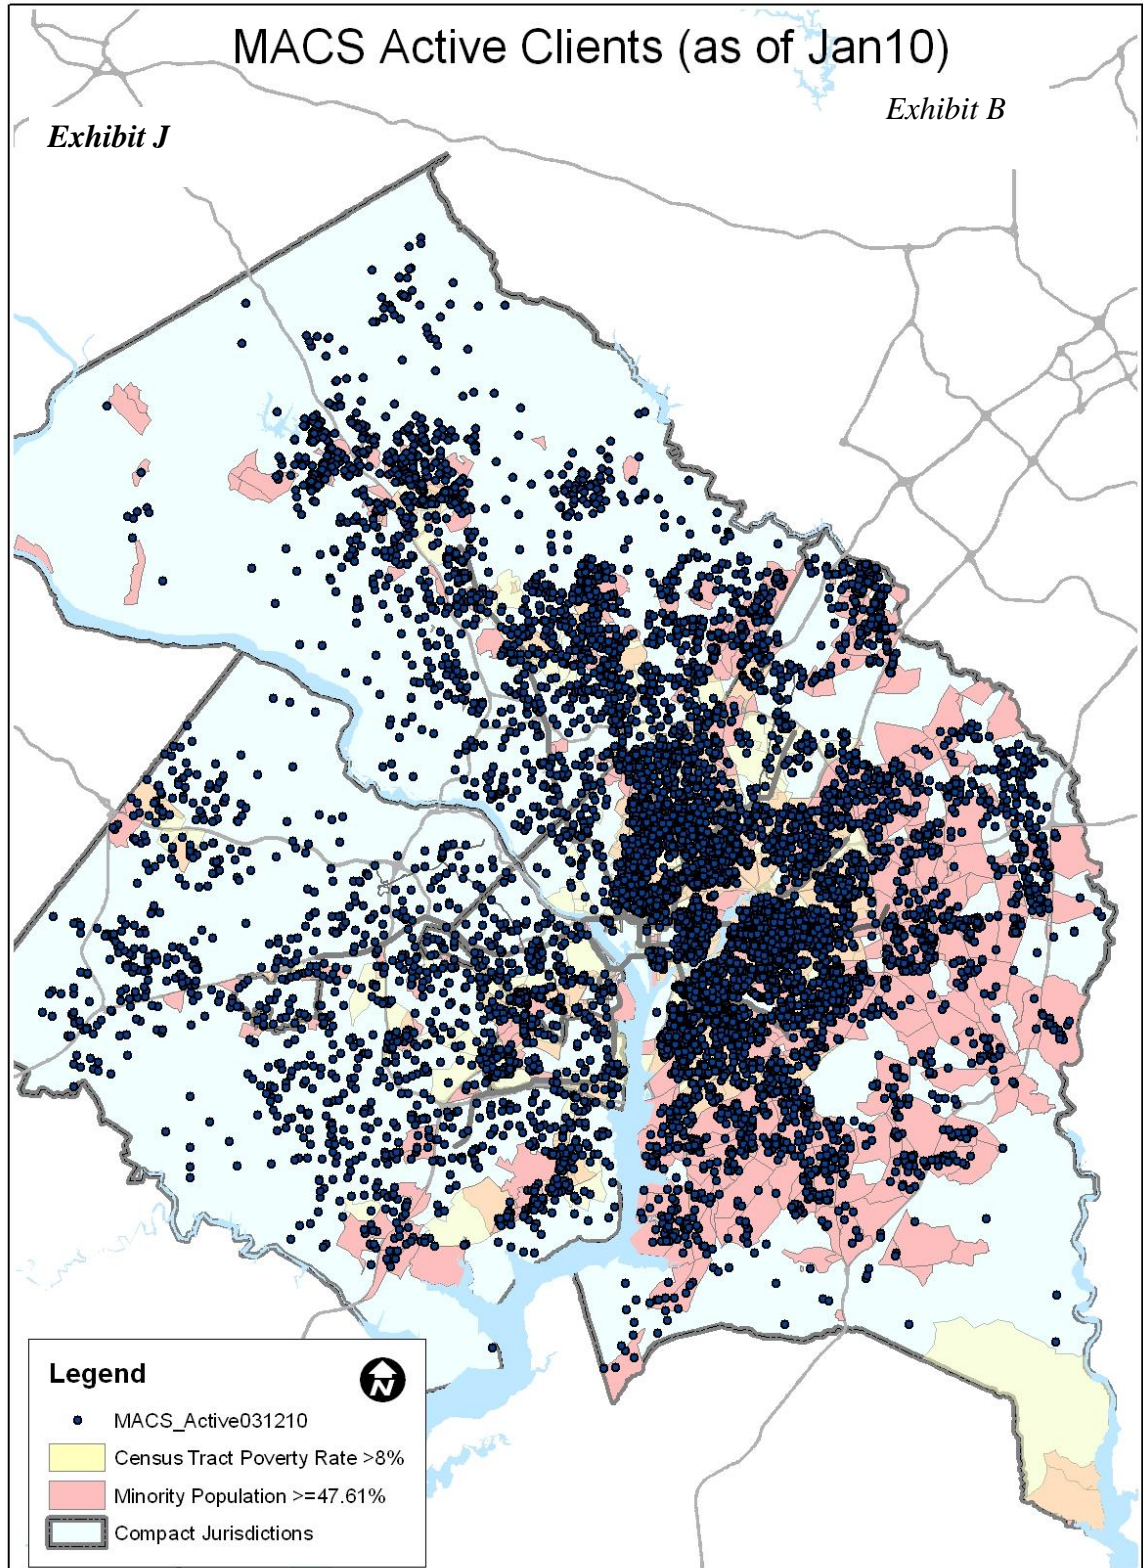 MACS Active Clients (as of Jan10)
Exhibit B
Exhibit J
Legend
N
MACS_Active031210
Census Tract Poverty Rate >8%
Minority Population >=47.61%
Compact Jurisdictions